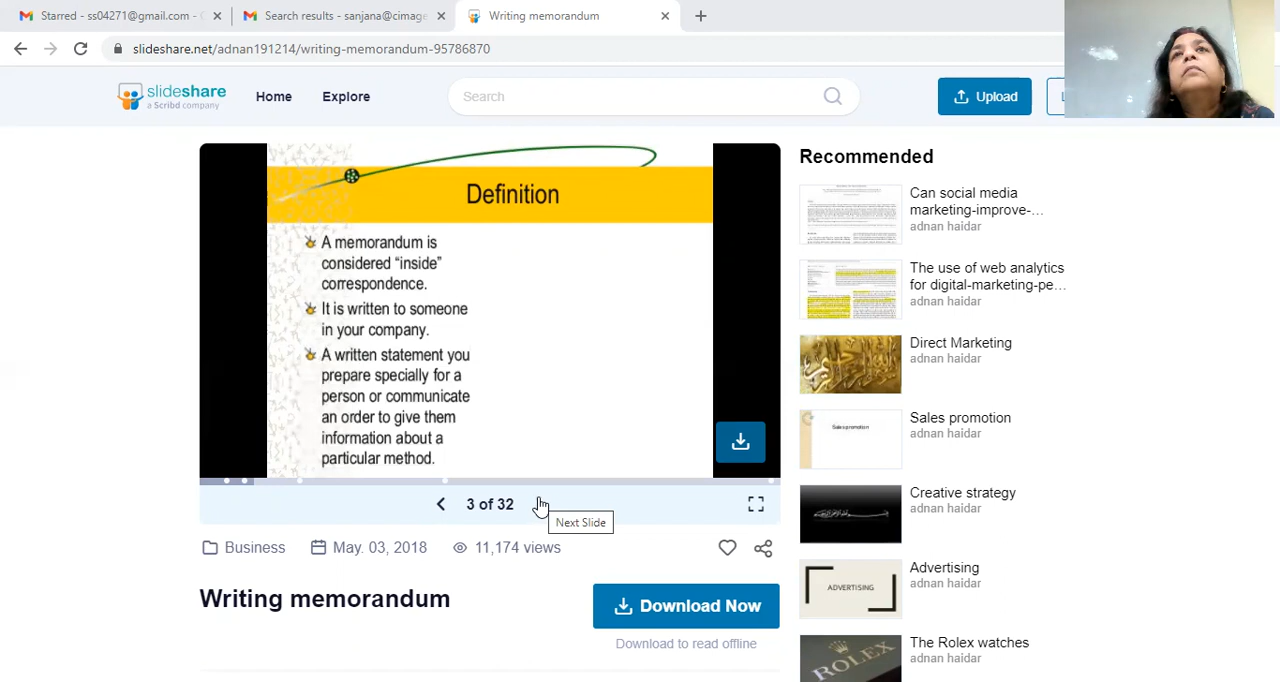 Starred - ss04271@gmail.com -
Search results - sanjana@cimage
Writing memorandum
slideshare.net/adnan191214/writing-memorandum-95786870
slideshare
a Scribd company
Home
Explore
Search
Upload
Definition
A memorandum is
considered “inside”
correspondence.
It is written to someone
in your company.
A written statement you
prepare specially for a
person or communicate
an order to give them
information about a
particular method.
3 of 32
Next Slide
Business
May. 03, 2018
11,174 views
Writing memorandum
Download Now
Download to read offline
Recommended
Can social media
marketing-improve-…
adnan haidar
The use of web analytics
for digital-marketing-pe…
adnan haidar
Direct Marketing
adnan haidar
Sales promotion
Sales promotion
adnan haidar
Creative strategy
adnan haidar
ADVERTISING
Advertising
adnan haidar
ROLEX
The Rolex watches
adnan haidar